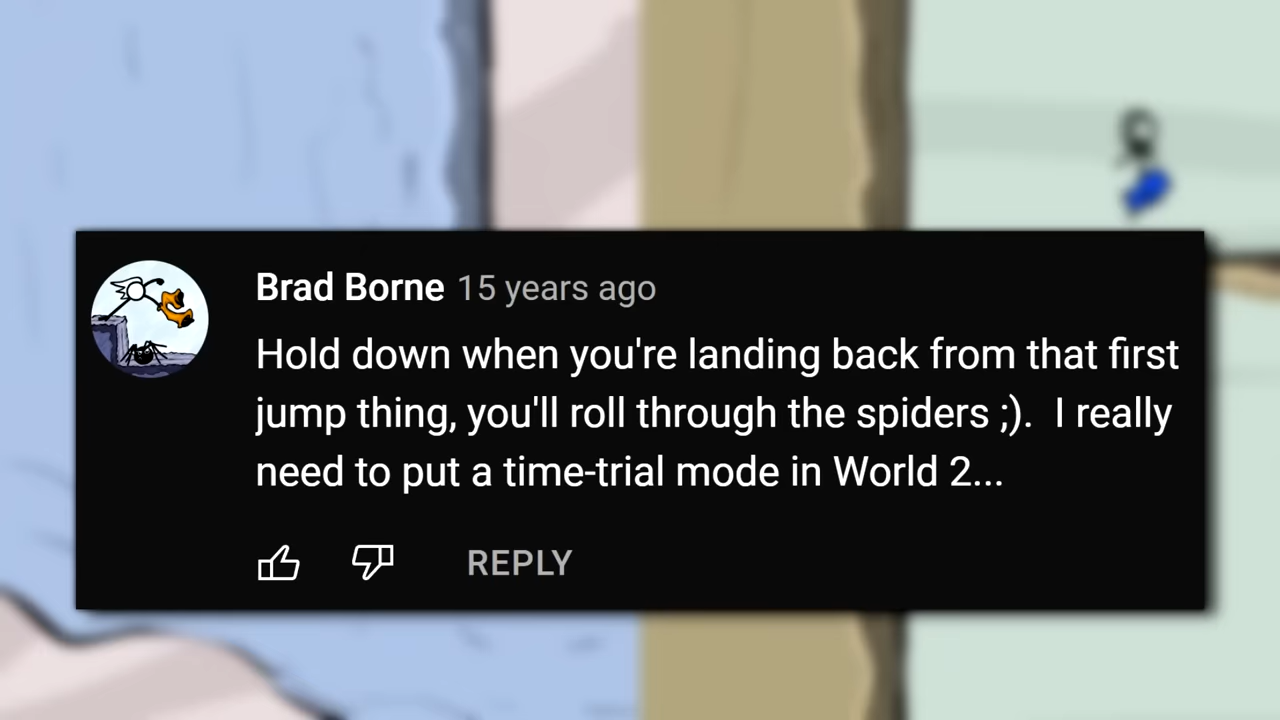 Brad Borne 15 years ago
Hold down when you're landing back from that first
jump thing, you'll roll through the spiders ;).  I really
need to put a time-trial mode in World 2...
REPLY